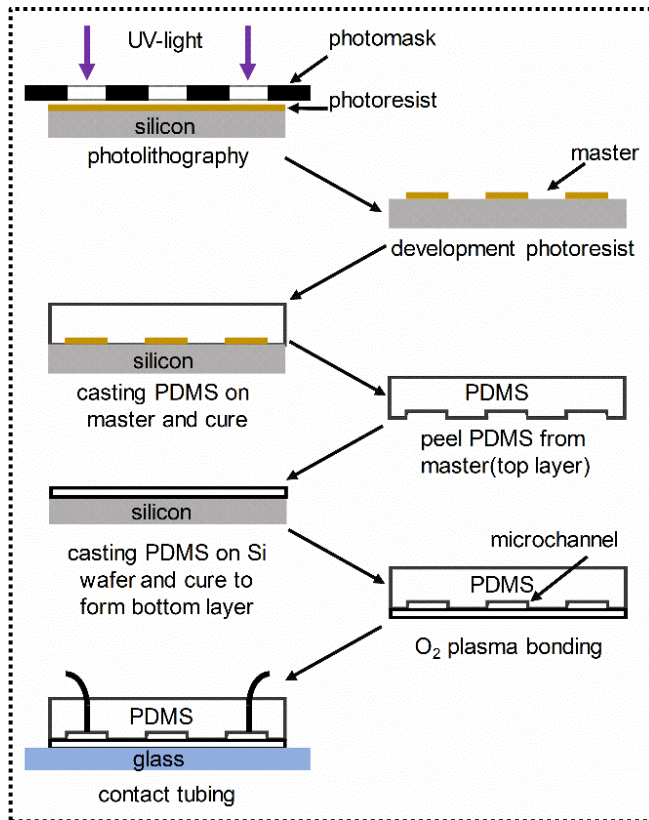 UV-light
photomask
photoresist
silicon
photolithography
master
development photoresist
silicon
casting PDMS on
master and cure
PDMS
peel PDMS from
master(top layer)
silicon
casting PDMS on Si
wafer and cure to
form bottom layer
microchannel
PDMS
O₂ plasma bonding
PDMS
glass
contact tubing